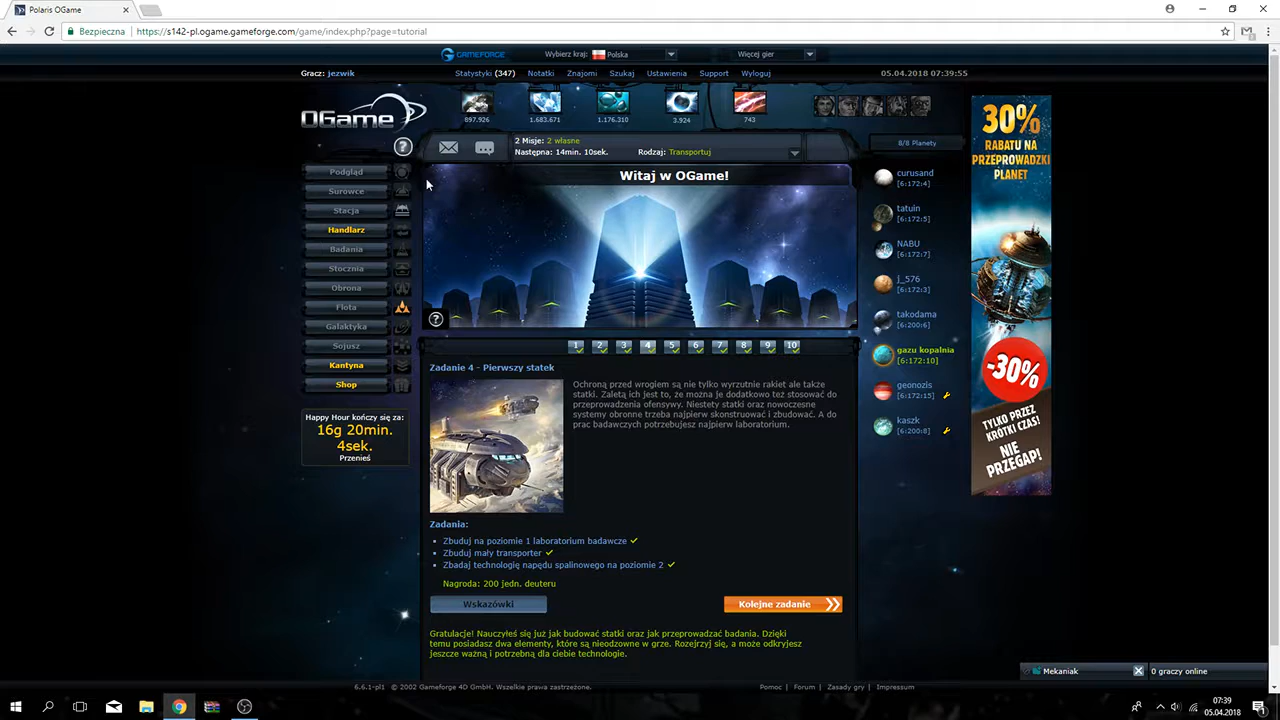 Polaris OGame
Bezpieczna
https://s142-pl.ogame.gameforge.com/game/index.php?page=tutorial
GAMEFORGE
Wybierz kraj:
Polska
Więcej gier
Gracz: jezwik
Statystyki (347)
Notatki
Znajomi
Szukaj
Ustawienia
Support
Wyloguj
05.04.2018 07:39:55
OGame
897.926
1.683.671
1.176.310
3.924
743
2 Misje: 2 własne
Następna: 14min. 10sek.
Rodzaj: Transportuj
8/8 Planety
Podgląd
Surowce
Stacja
Handlarz
Badania
Stocznia
Obrona
Flota
Galaktyka
Sojusz
Kantyna
Shop
Happy Hour kończy się za:
16g 20min.
4sek.
Przenieś
Witaj w OGame!
?
?
1 2 3 4 5 6 7 8 9 10
Zadanie 4 - Pierwszy statek
Ochroną przed wrogiem są nie tylko wyrzutnie rakiet ale także
statki. Zaletą ich jest to, że można je dodatkowo też stosować do
przeprowadzenia ofensywy. Niestety statki oraz nowoczesne
systemy obronne trzeba najpierw skonstruować i zbudować. A do
prac badawczych potrzebujesz najpierw laboratorium.
Zadania:
Zbuduj na poziomie 1 laboratorium badawcze
Zbuduj mały transporter
Zbadaj technologię napędu spalinowego na poziomie 2
Nagroda: 200 jedn. deuteru
Wskazówki
Kolejne zadanie
Gratulacje! Nauczyłeś się już jak budować statki oraz jak przeprowadzać badania. Dzięki
temu posiadasz dwa elementy, które są nieodzowne w grze. Rozejrzyj się, a może odkryjesz
jeszcze ważną i potrzebną dla ciebie technologie.
curusand
[6:172:4]
tatuin
[6:172:5]
NABU
[6:172:7]
j_576
[6:172:3]
takodama
[6:200:6]
gazu kopalnia
[6:172:10]
geonozis
[6:172:15]
kaszk
[6:200:8]
30%
RABATU NA
PRZEPROWADZKI
PLANET
-30%
TYLKO PRZEZ
KRÓTKI CZAS!
NIE
PRZEGAP!
Mekaniak
0 graczy online
6.6.1-pl1
© 2002 Gameforge 4D GmbH. Wszelkie prawa zastrzeżone.
Pomoc
Forum
Zasady gry
Impressum
07:39
05.04.2018